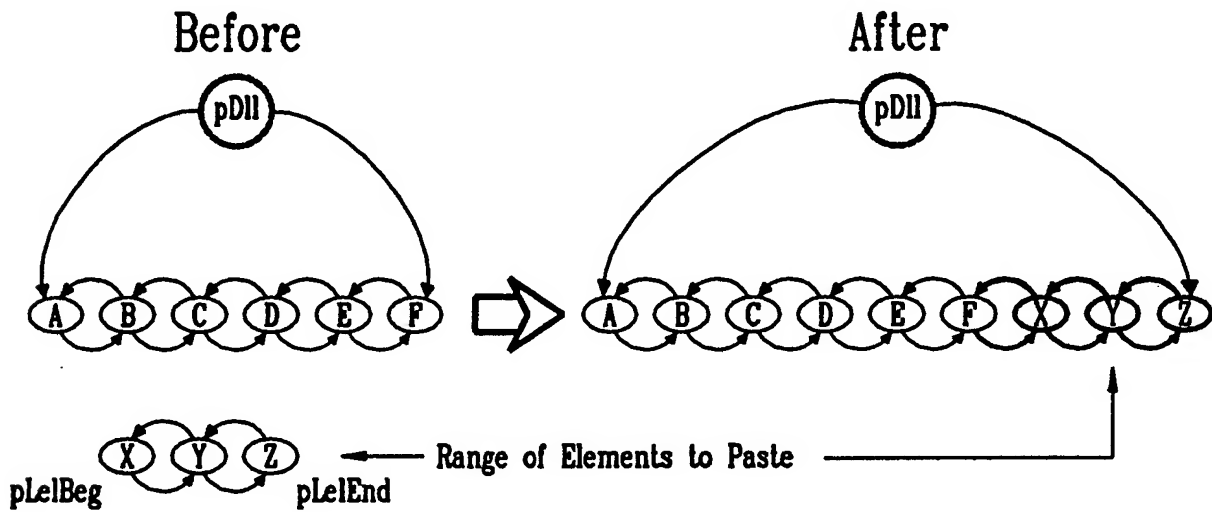 Before
After
pDll
pDll
A B C D E F
A B C D E F X Y Z
X Y Z
Range of Elements to Paste
pLelBeg
pLelEnd